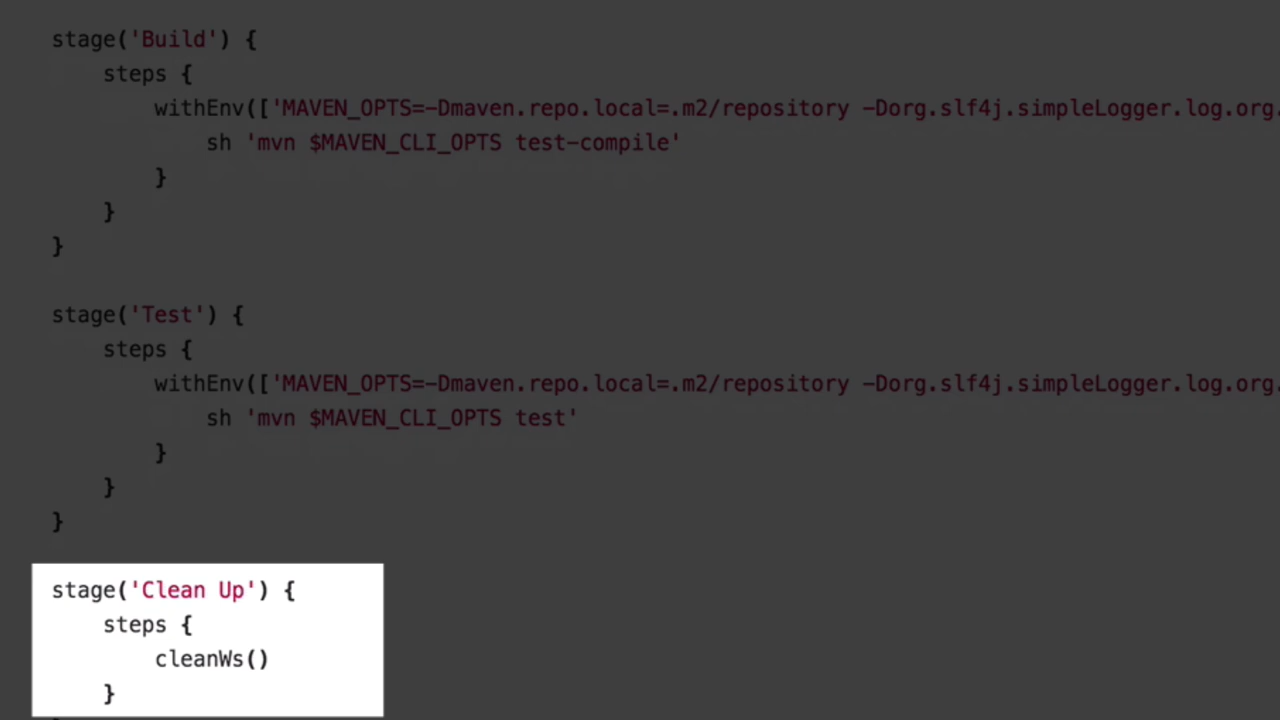 stage('Build') {
    steps {
        withEnv(['MAVEN_OPTS=-Dmaven.repo.local=.m2/repository -Dorg.slf4j.simpleLogger.log.org.
            sh 'mvn $MAVEN_CLI_OPTS test-compile'
        }
    }
}
stage('Test') {
    steps {
        withEnv(['MAVEN_OPTS=-Dmaven.repo.local=.m2/repository -Dorg.slf4j.simpleLogger.log.org.
            sh 'mvn $MAVEN_CLI_OPTS test'
        }
    }
}
stage('Clean Up') {
    steps {
        cleanWs()
    }